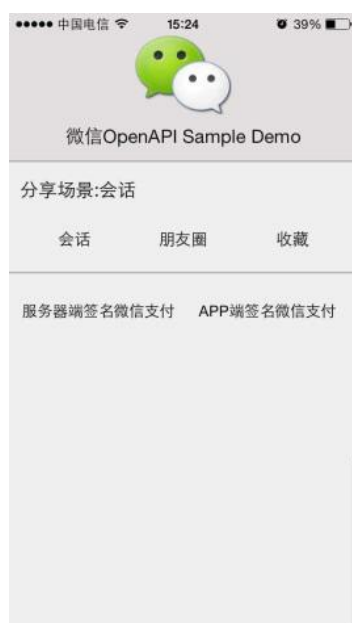 中国电信 15:24 39%
微信OpenAPI Sample Demo
分享场景:会话
会话 朋友圈 收藏
服务器端签名微信支付 APP端签名微信支付